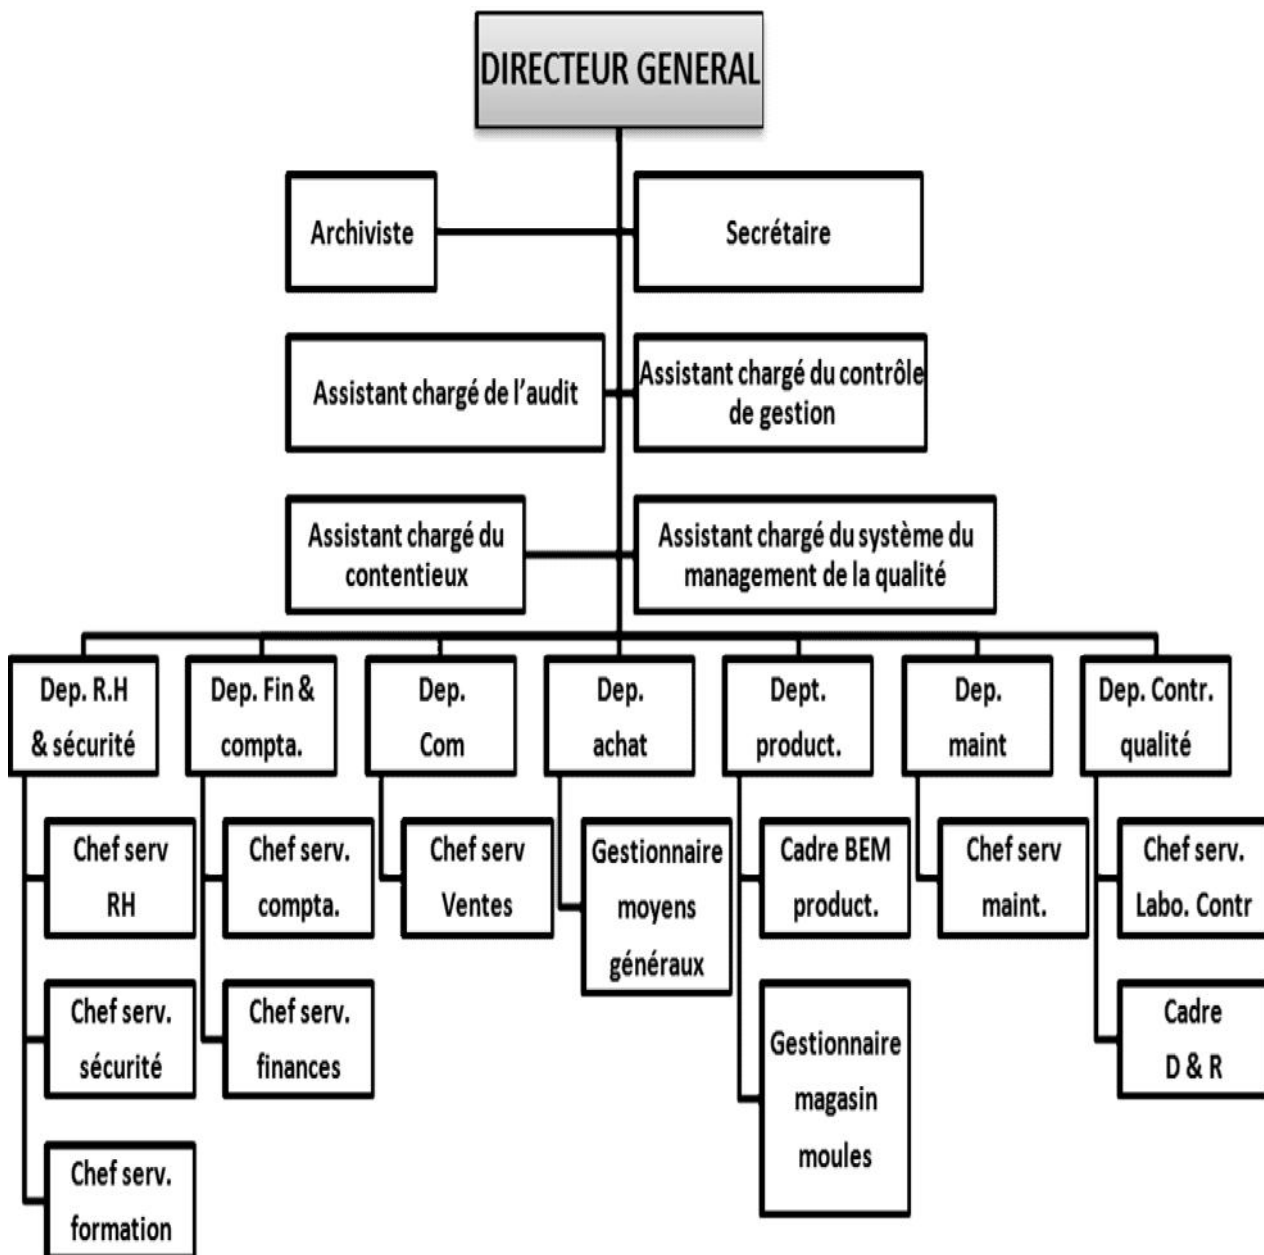 DIRECTEUR GENERAL
Archiviste
Secrétaire
Assistant chargé de l'audit
Assistant chargé du contrôle
de gestion
Assistant chargé du
contentieux
Assistant chargé du système du
management de la qualité
Dep. R.H
& sécurité
Dep. Fin &
compta.
Dep.
Com
Dep.
achat
Dept.
product.
Dep.
maint
Dep. Contr.
qualité
Chef serv
RH
Chef serv.
compta.
Chef serv
Ventes
Gestionnaire
moyens
généraux
Cadre BEM
product.
Chef serv
maint.
Chef serv.
Labo. Contr
Chef serv.
sécurité
Chef serv.
finances
Gestionnaire
magasin
moules
Cadre
D & R
Chef serv.
formation